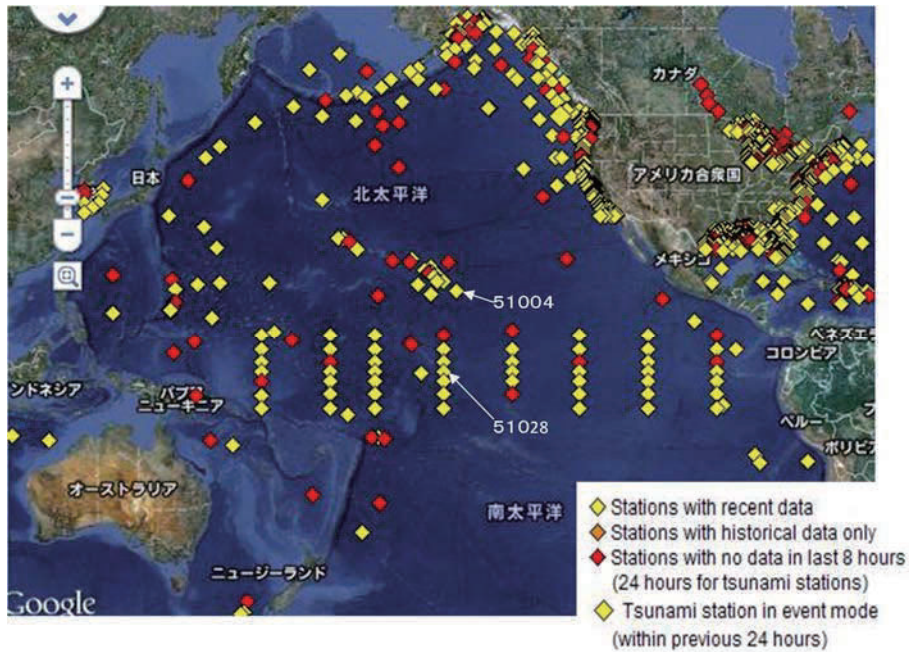 カナダ
日本
北太平洋
アメリカ合衆国
メキシコ
51004
ベネズエラ
コロンビア
ンドネシア
パプア
ニューギニア
51028
ペルー
ボリビア
オーストラリア
南太平洋
Stations with recent data
Stations with historical data only
Stations with no data in last 8 hours
(24 hours for tsunami stations)
ニュージーランド
Google
Tsunami station in event mode
(within previous 24 hours)